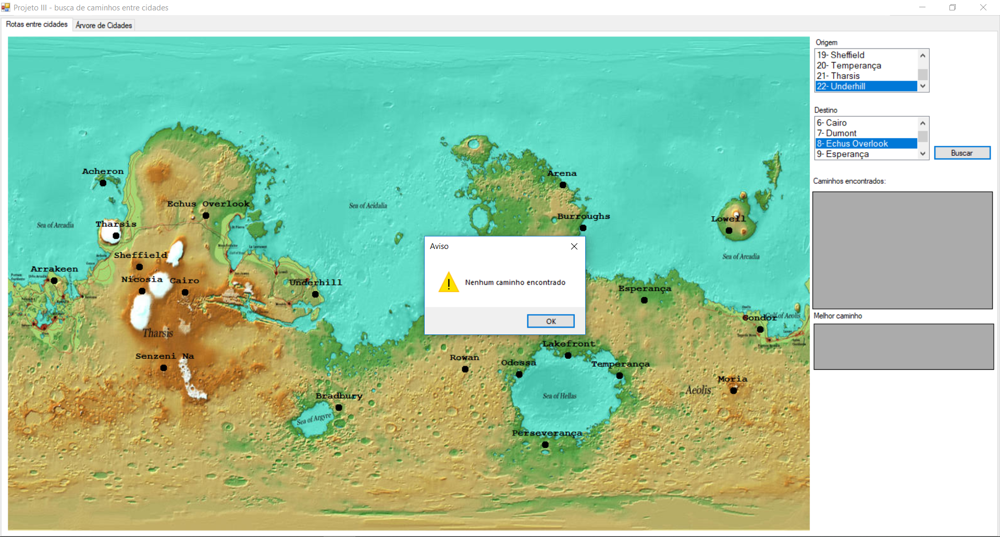 Projeto III - busca de caminhos entre cidades
Rotas entre cidades
Árvore de Cidades
Origem
19- Sheffield
20- Temperança
21- Tharsis
22- Underhill
Destino
6- Cairo
7- Dumont
8- Echus Overlook
9- Esperança
Buscar
Caminhos encontrados:
Melhor caminho
Acheron
Arena
Echus Overlook
Sea of Acidalia
Burroughs
Lowell
Tharsis
Sea of Arcadia
Sheffield
Sea of Arcadia
Arrakeen
Nicosia
Cairo
Underhill
Esperança
Gondor
Gulf of Aeolis
Tharsis
Lakefront
Senzeni Na
Rowan
Odessa
Temperança
Moria
Aeolis
Bradbury
Sea of Hellas
Sea of Argyre
Perseverança
Aviso
Nenhum caminho encontrado
OK